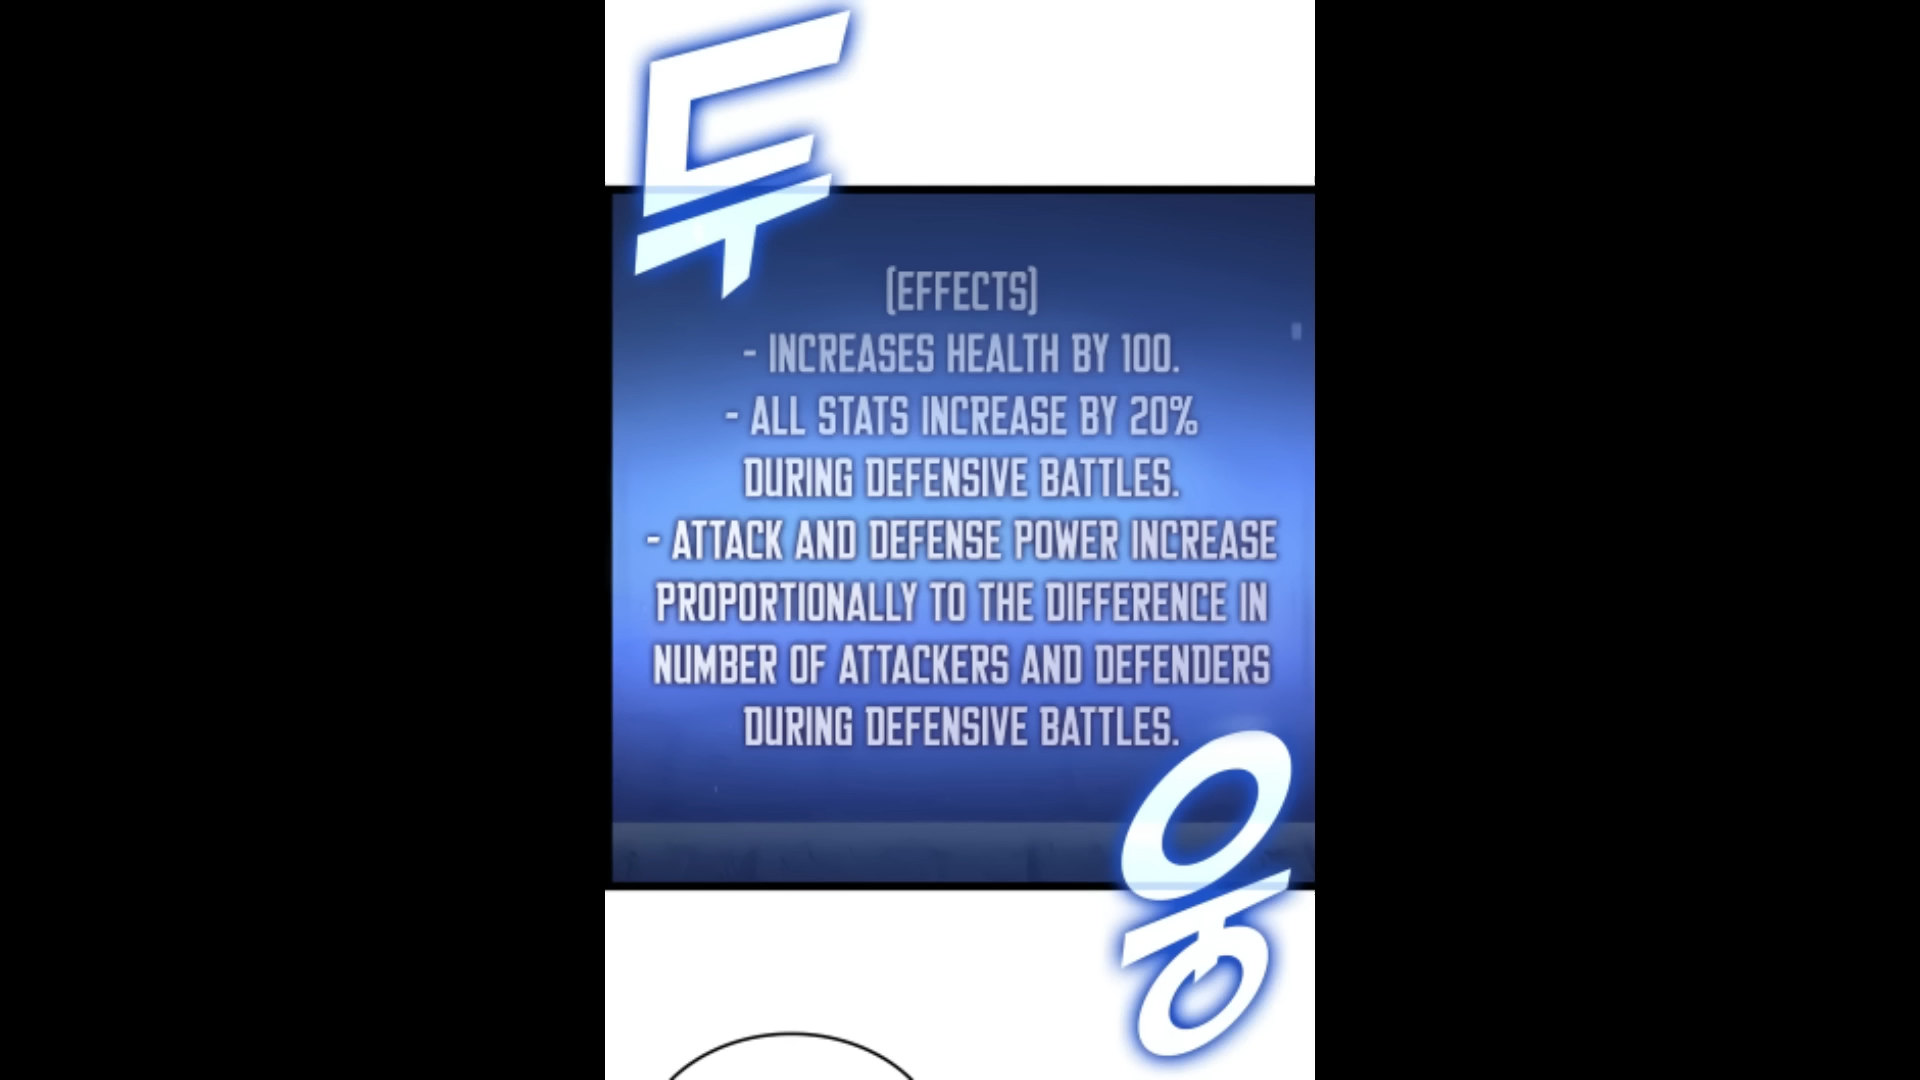 두
[EFFECTS]
- INCREASES HEALTH BY 100.
- ALL STATS INCREASE BY 20%
DURING DEFENSIVE BATTLES.
- ATTACK AND DEFENSE POWER INCREASE
PROPORTIONALLY TO THE DIFFERENCE IN
NUMBER OF ATTACKERS AND DEFENDERS
DURING DEFENSIVE BATTLES.
웅